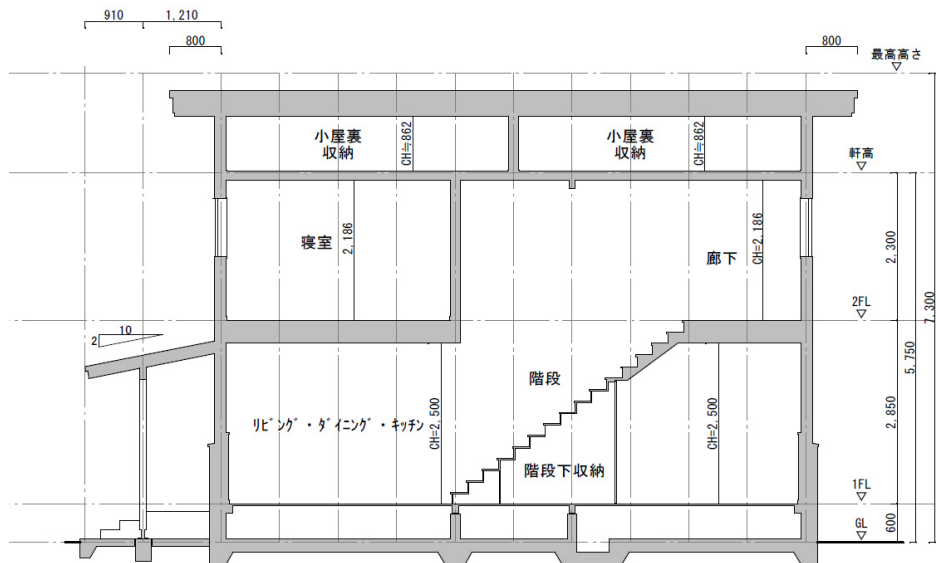 910
1,210
800
800
最高高さ
小屋裏
収納
CH≒862
小屋裏
収納
CH≒862
軒高
寝室
2,186
CH=2,186
廊下
2,300
7,300
2FL
10
2
5,750
階段
リビング・ダイニング・キッチン
CH=2,500
CH=2,500
2,850
階段下収納
1FL
GL
600